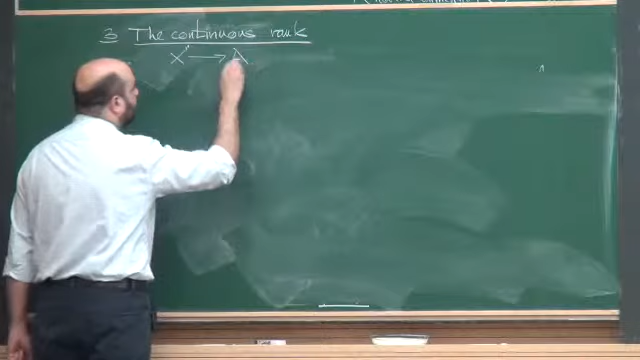 3 The continuous rank
X" → A